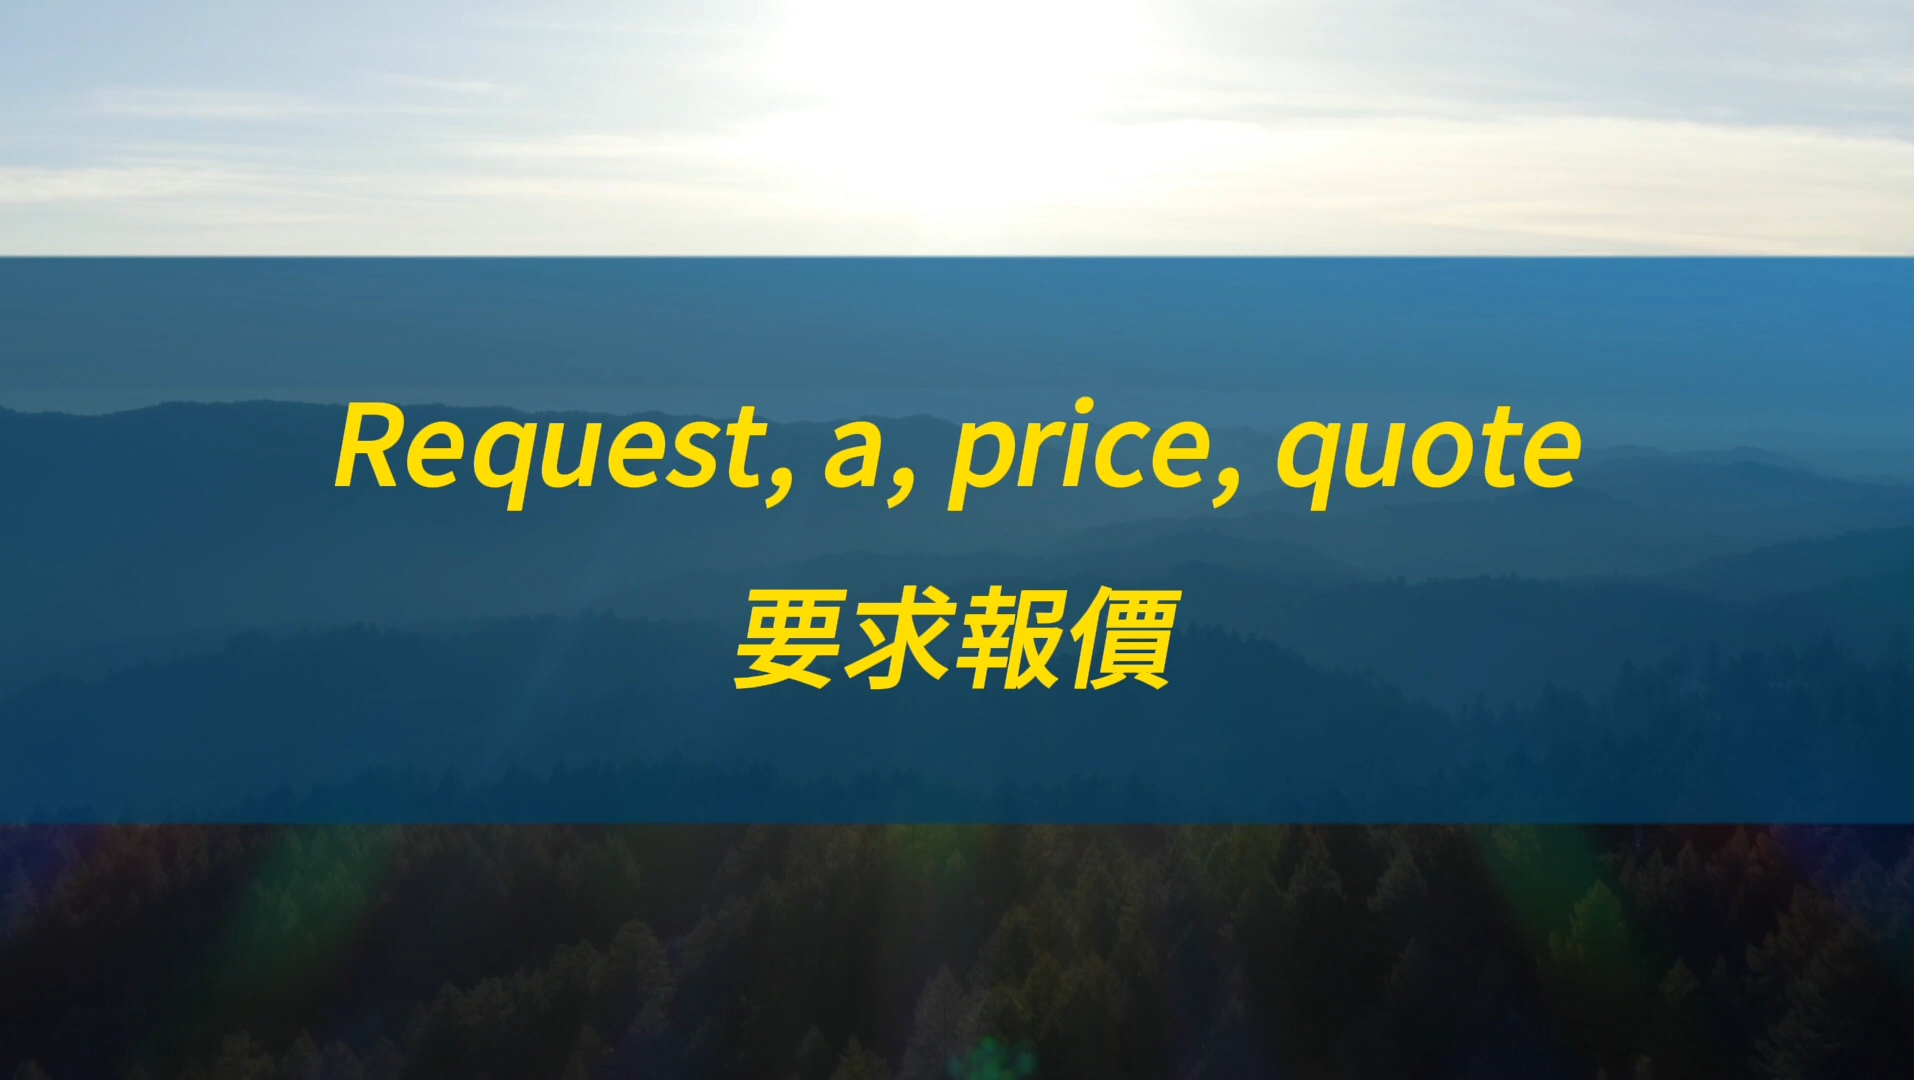 Request, a, price, quote
要求報價